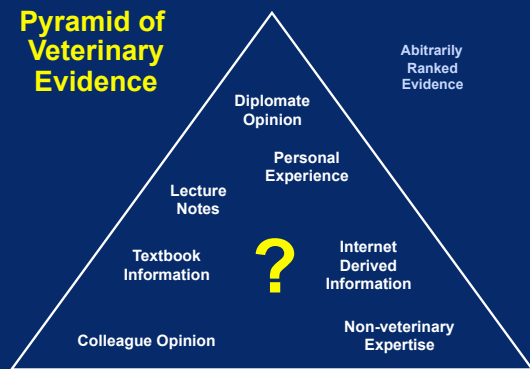 Pyramid of
Veterinary
Evidence
Abitrarily
Ranked
Evidence
Diplomate
Opinion
Personal
Experience
Lecture
Notes
Textbook
Information
?
Internet
Derived
Information
Colleague Opinion
Non-veterinary
Expertise